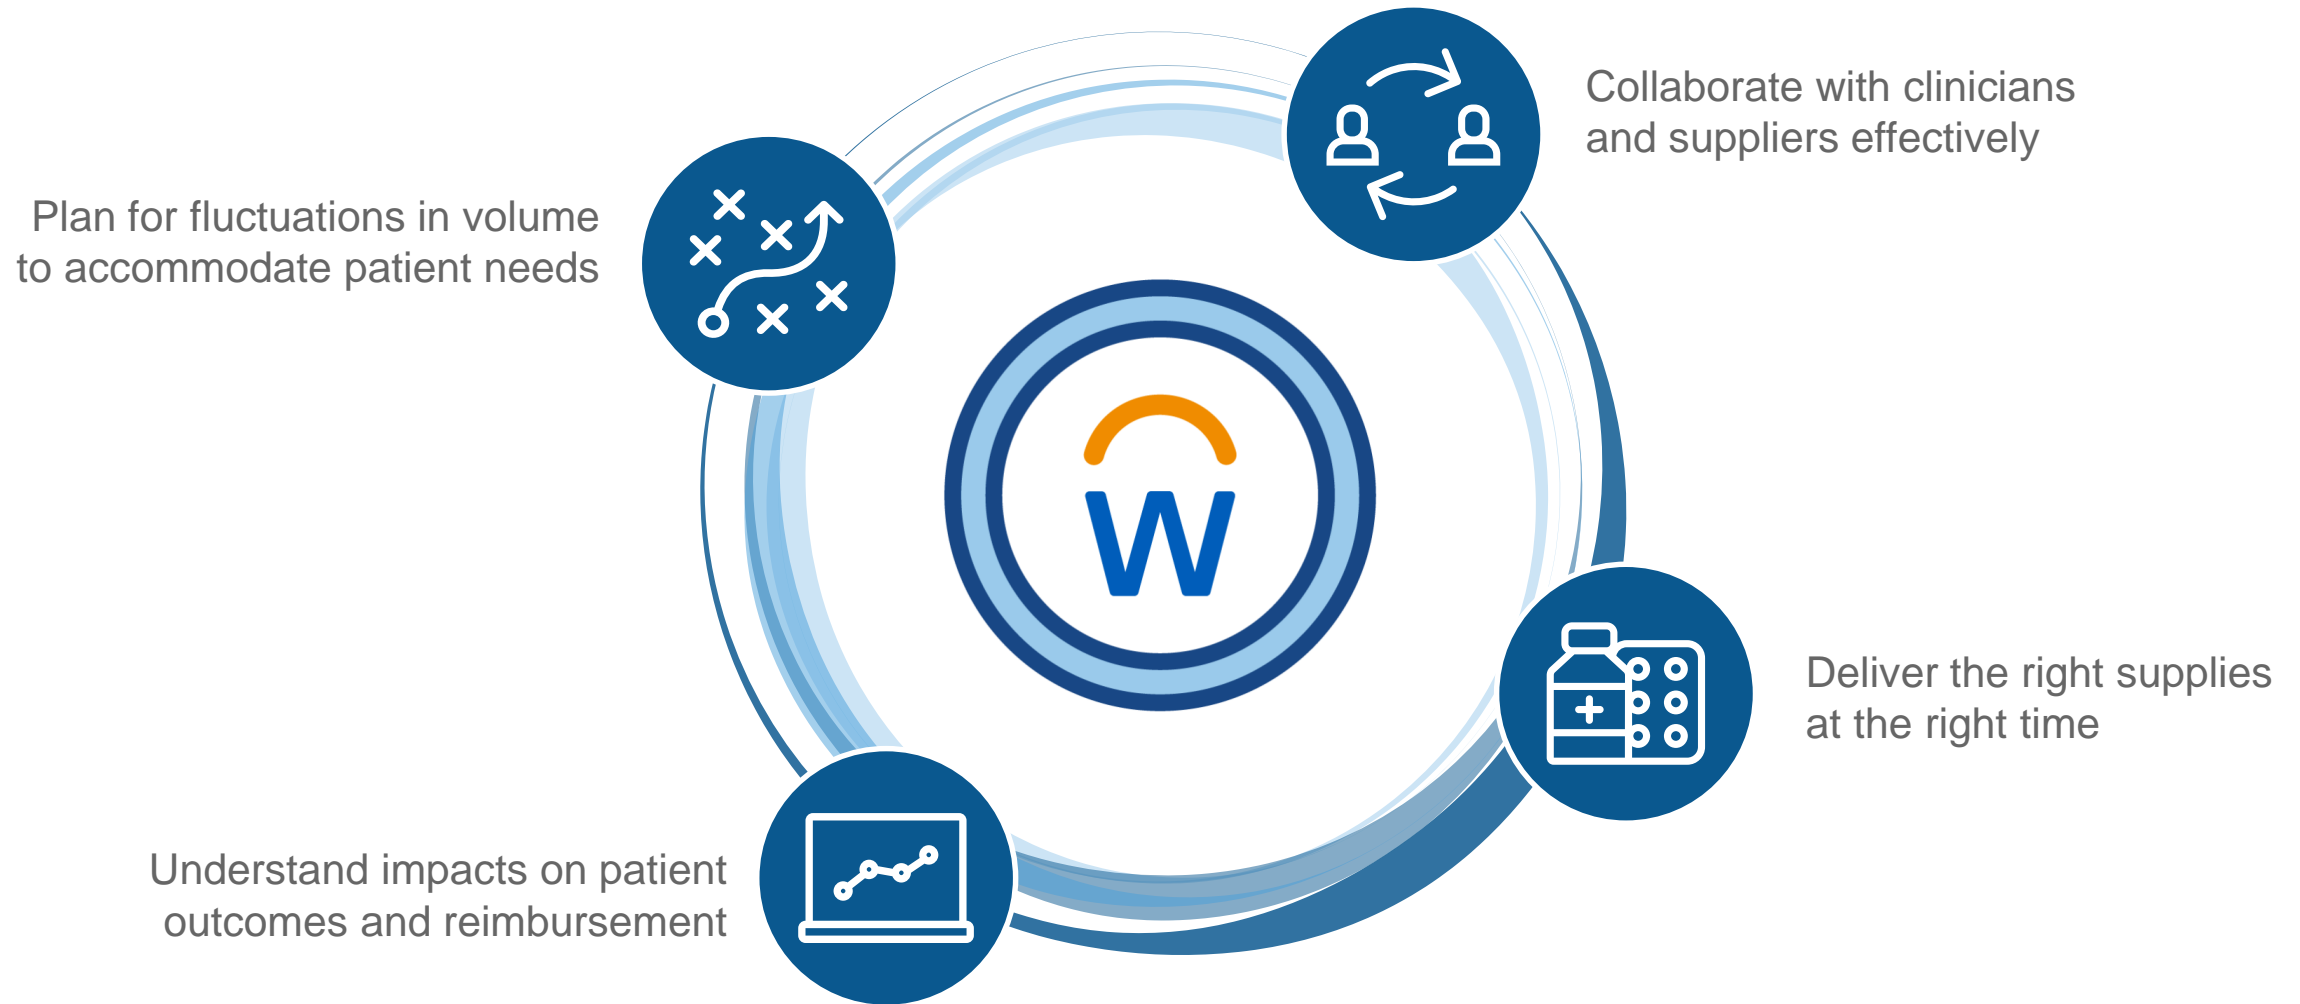 Collaborate with clinicians
and suppliers effectively
Plan for fluctuations in volume
to accommodate patient needs
W
Deliver the right supplies
at the right time
Understand impacts on patient
outcomes and reimbursement